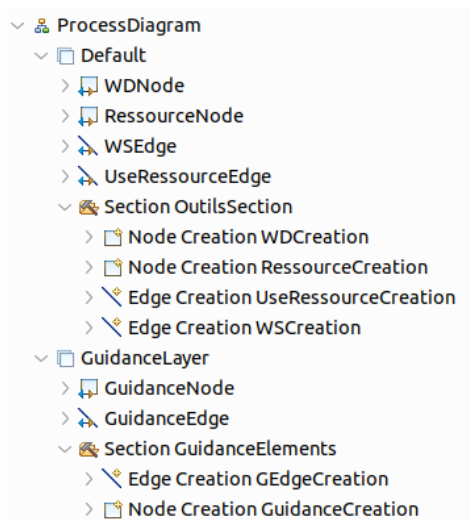 ProcessDiagram
Default
WDNode
RessourceNode
WSEdge
UseRessourceEdge
Section OutilsSection
Node Creation WDCreation
Node Creation RessourceCreation
Edge Creation UseRessourceCreation
Edge Creation WSCreation
GuidanceLayer
GuidanceNode
GuidanceEdge
Section GuidanceElements
Edge Creation GEdgeCreation
Node Creation GuidanceCreation